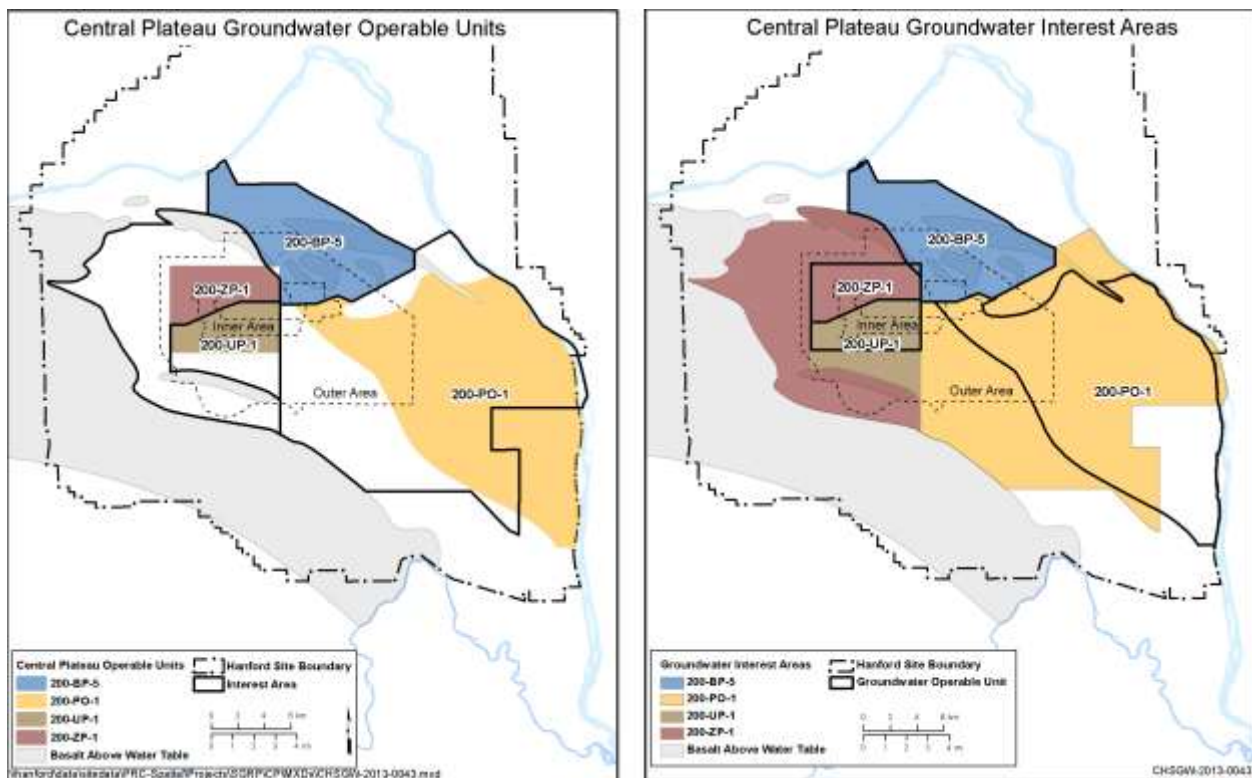 Central Plateau Groundwater Operable Units
200-BP-5
200-ZP-1
Inner Area
200-UP-1
Outer Area
200-PO-1
Central Plateau Operable Units
200-BP-5
200-PO-1
200-UP-1
200-ZP-1
Basalt Above Water Table
Hanford Site Boundary
Interest Area
Central Plateau Groundwater Interest Areas
200-BP-5
200-ZP-1
Inner Area
200-UP-1
Outer Area
200-PO-1
Groundwater Interest Areas
200-BP-5
200-PO-1
200-UP-1
200-ZP-1
Basalt Above Water Table
Hanford Site Boundary
Groundwater Operable Unit
CHSGW-2013-0043